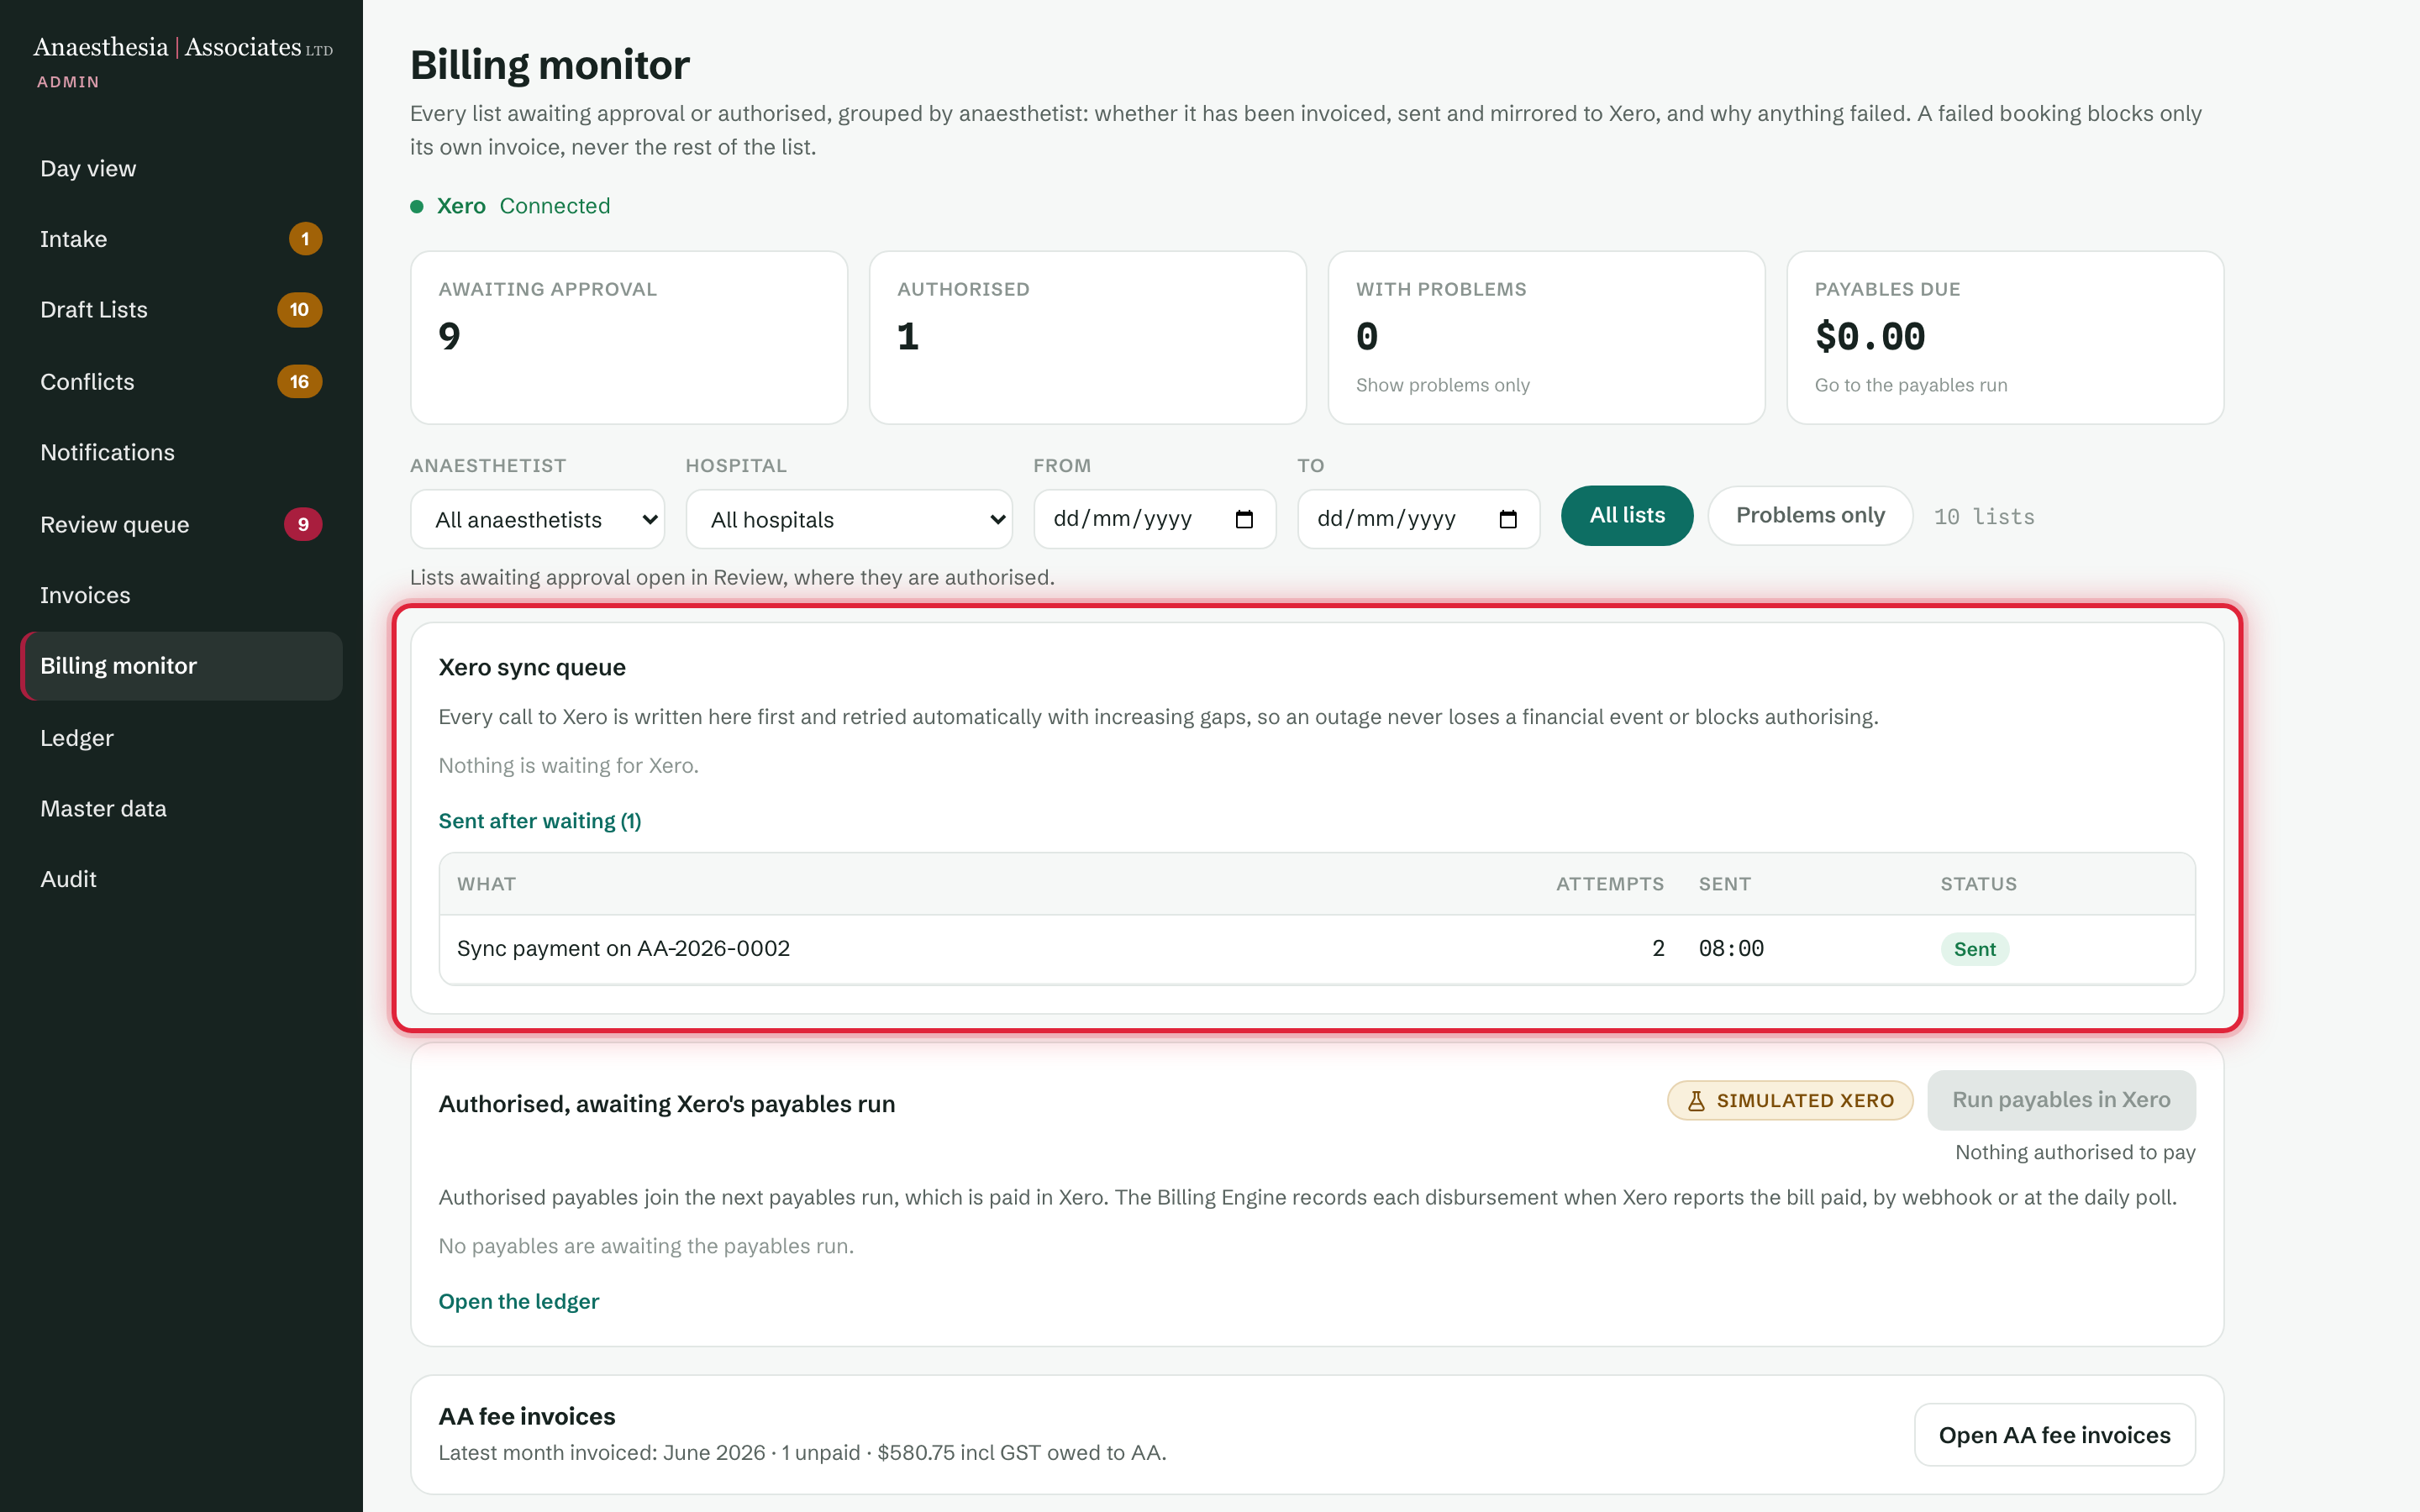 Anaesthesia | Associates LTD
ADMIN
Day view
Intake 1
Draft Lists 10
Conflicts 16
Notifications
Review queue 9
Invoices
Billing monitor
Ledger
Master data
Audit
Billing monitor
Every list awaiting approval or authorised, grouped by anaesthetist: whether it has been invoiced, sent and mirrored to Xero, and why anything failed. A failed booking blocks only
its own invoice, never the rest of the list.
Xero Connected
AWAITING APPROVAL
9
AUTHORISED
1
WITH PROBLEMS
0
Show problems only
PAYABLES DUE
$0.00
Go to the payables run
ANAESTHETIST HOSPITAL FROM TO
All anaesthetists All hospitals dd/mm/yyyy dd/mm/yyyy All lists Problems only 10 lists
Lists awaiting approval open in Review, where they are authorised.
Xero sync queue
Every call to Xero is written here first and retried automatically with increasing gaps, so an outage never loses a financial event or blocks authorising.
Nothing is waiting for Xero.
Sent after waiting (1)
WHAT ATTEMPTS SENT STATUS
Sync payment on AA-2026-0002 2 08:00 Sent
Authorised, awaiting Xero's payables run SIMULATED XERO Run payables in Xero
Nothing authorised to pay
Authorised payables join the next payables run, which is paid in Xero. The Billing Engine records each disbursement when Xero reports the bill paid, by webhook or at the daily poll.
No payables are awaiting the payables run.
Open the ledger
AA fee invoices
Latest month invoiced: June 2026 · 1 unpaid · $580.75 incl GST owed to AA.
Open AA fee invoices